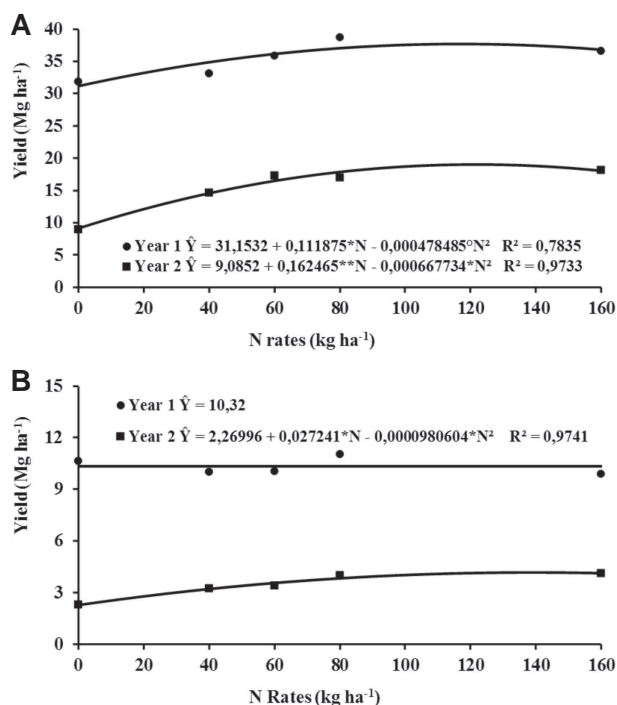 A
40
35
30
25
20
15
10
5
0
Yield (Mg ha⁻¹)
● Year 1 Ŷ = 31,1532 + 0,111875*N - 0,000478485°N² R² = 0,7835
■ Year 2 Ŷ = 9,0852 + 0,162465**N - 0,000667734*N² R² = 0,9733
0 20 40 60 80 100 120 140 160
N rates (kg ha⁻¹)
B
15
12
9
6
3
0
Yield (Mg ha⁻¹)
● Year 1 Ŷ = 10,32
■ Year 2 Ŷ = 2,26996 + 0,027241*N - 0,0000980604*N² R² = 0,9741
0 20 40 60 80 100 120 140 160
N Rates (kg ha⁻¹)